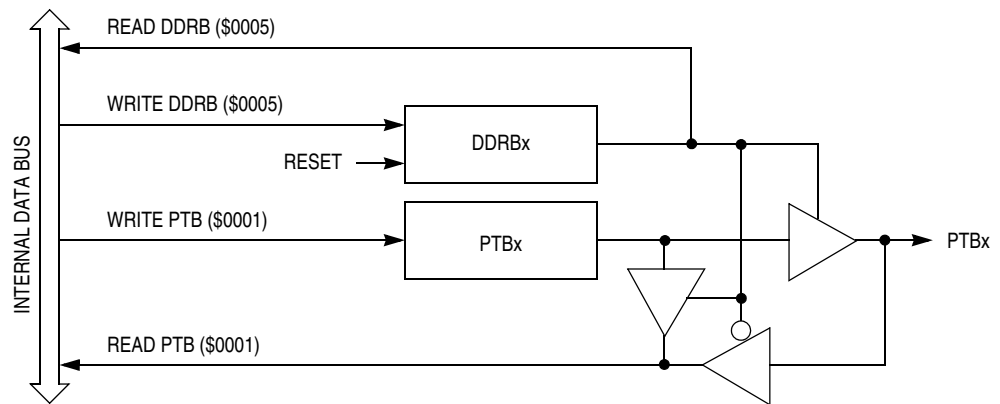 READ DDRB ($0005)
WRITE DDRB ($0005)
DDRBx
RESET
INTERNAL DATA BUS
WRITE PTB ($0001)
PTBx
PTBx
READ PTB ($0001)